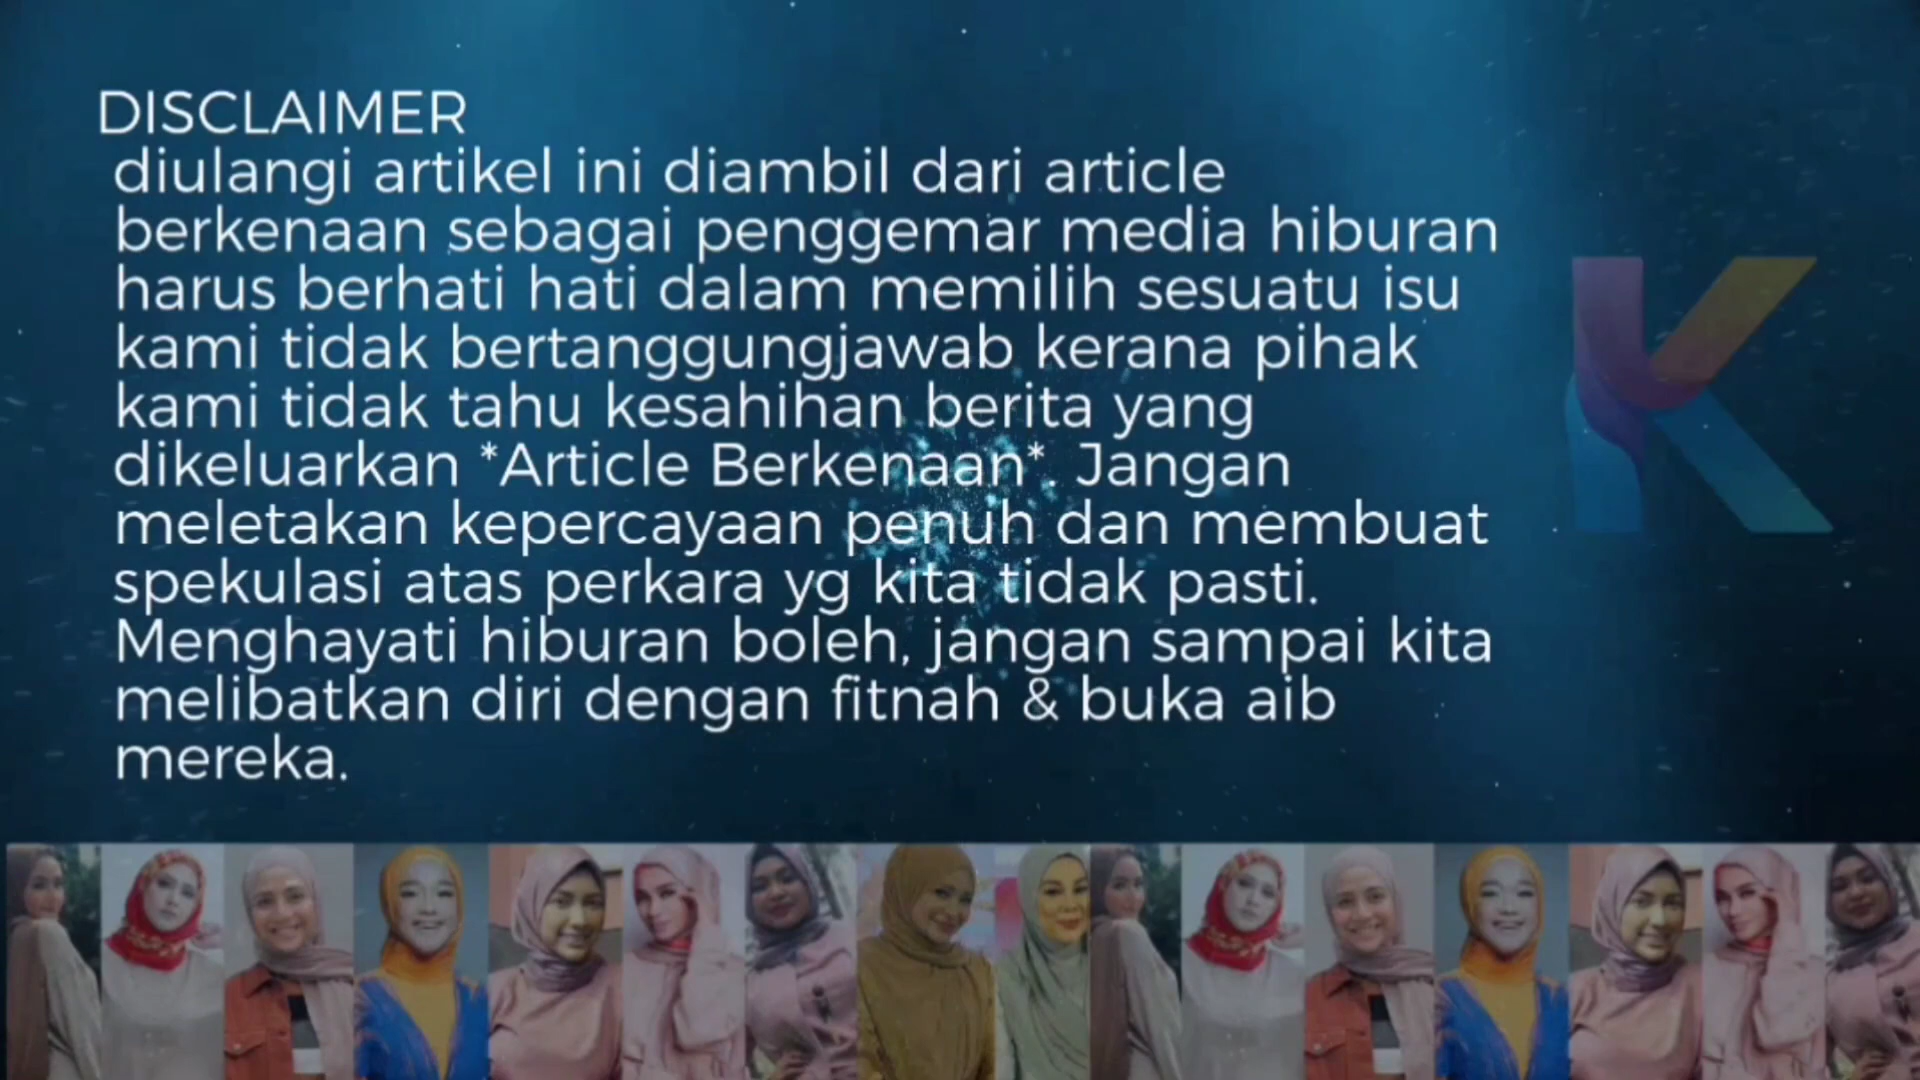 DISCLAIMER
diulangi artikel ini diambil dari article
berkenaan sebagai penggemar media hiburan
harus berhati hati dalam memilih sesuatu isu
kami tidak bertanggungjawab kerana pihak
kami tidak tahu kesahihan berita yang
dikeluarkan *Article Berkenaan*. Jangan
meletakan kepercayaan penuh dan membuat
spekulasi atas perkara yg kita tidak pasti.
Menghayati hiburan boleh, jangan sampai kita
melibatkan diri dengan fitnah & buka aib
mereka.
K